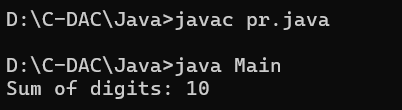 D:\C-DAC\Java>javac pr.java
D:\C-DAC\Java>java Main
Sum of digits: 10